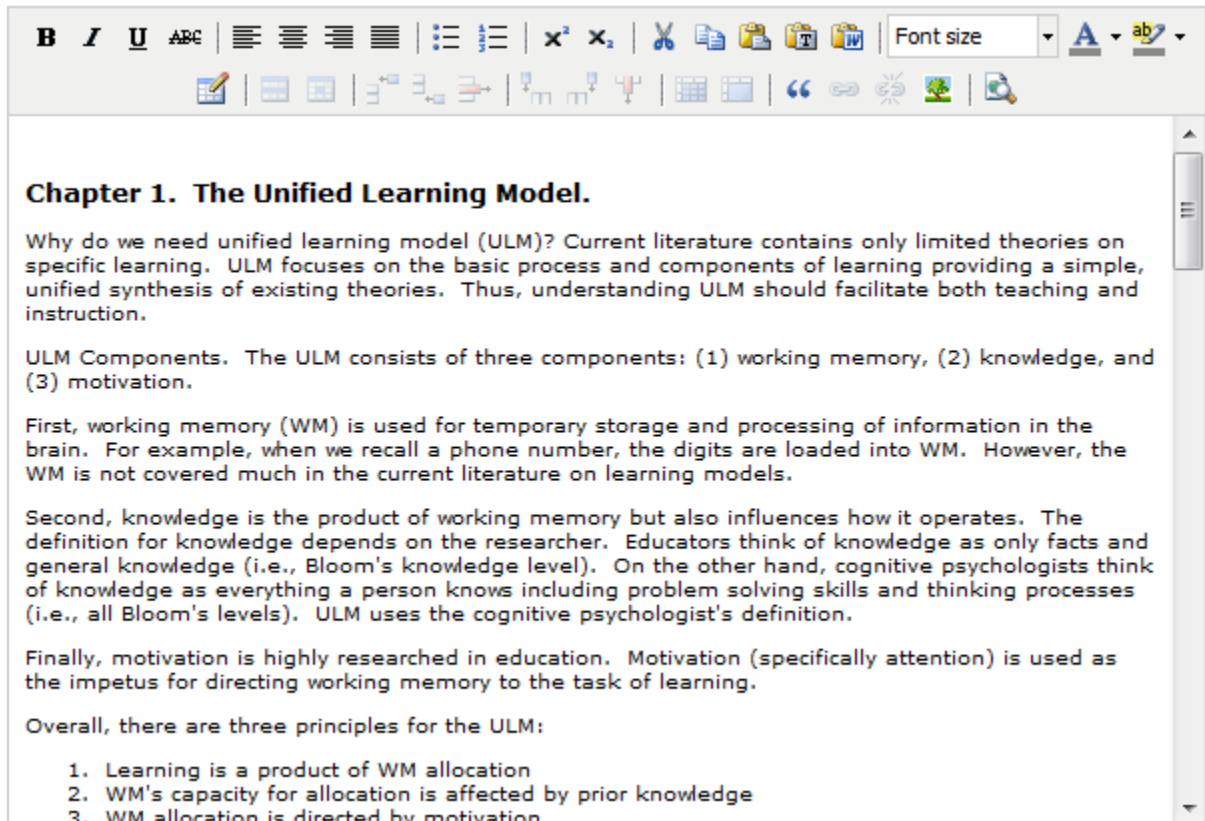 B I U ABC x² x₂ Font size A ab
Chapter 1.  The Unified Learning Model.
Why do we need unified learning model (ULM)? Current literature contains only limited theories on
specific learning.  ULM focuses on the basic process and components of learning providing a simple,
unified synthesis of existing theories.  Thus, understanding ULM should facilitate both teaching and
instruction.
ULM Components.  The ULM consists of three components: (1) working memory, (2) knowledge, and
(3) motivation.
First, working memory (WM) is used for temporary storage and processing of information in the
brain.  For example, when we recall a phone number, the digits are loaded into WM.  However, the
WM is not covered much in the current literature on learning models.
Second, knowledge is the product of working memory but also influences how it operates.  The
definition for knowledge depends on the researcher.  Educators think of knowledge as only facts and
general knowledge (i.e., Bloom's knowledge level).  On the other hand, cognitive psychologists think
of knowledge as everything a person knows including problem solving skills and thinking processes
(i.e., all Bloom's levels).  ULM uses the cognitive psychologist's definition.
Finally, motivation is highly researched in education.  Motivation (specifically attention) is used as
the impetus for directing working memory to the task of learning.
Overall, there are three principles for the ULM:
1. Learning is a product of WM allocation
2. WM's capacity for allocation is affected by prior knowledge
3. WM allocation is directed by motivation